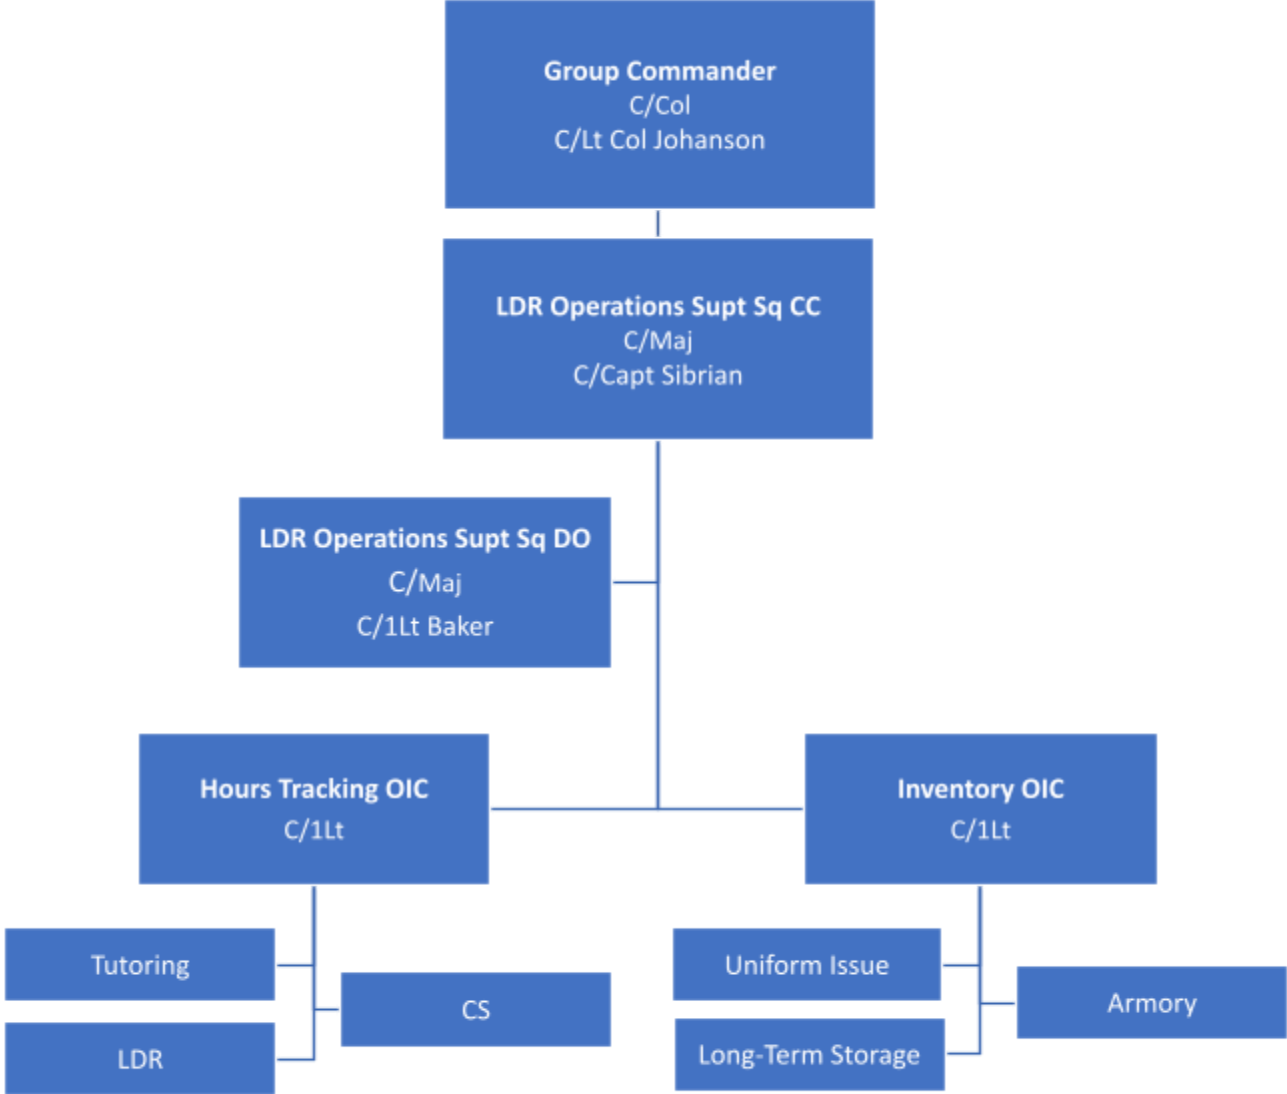 Group Commander
C/Col
C/Lt Col Johanson
LDR Operations Supt Sq CC
C/Maj
C/Capt Sibrian
LDR Operations Supt Sq DO
C/Maj
C/1Lt Baker
Hours Tracking OIC
C/1Lt
Inventory OIC
C/1Lt
Tutoring
CS
LDR
Uniform Issue
Armory
Long-Term Storage